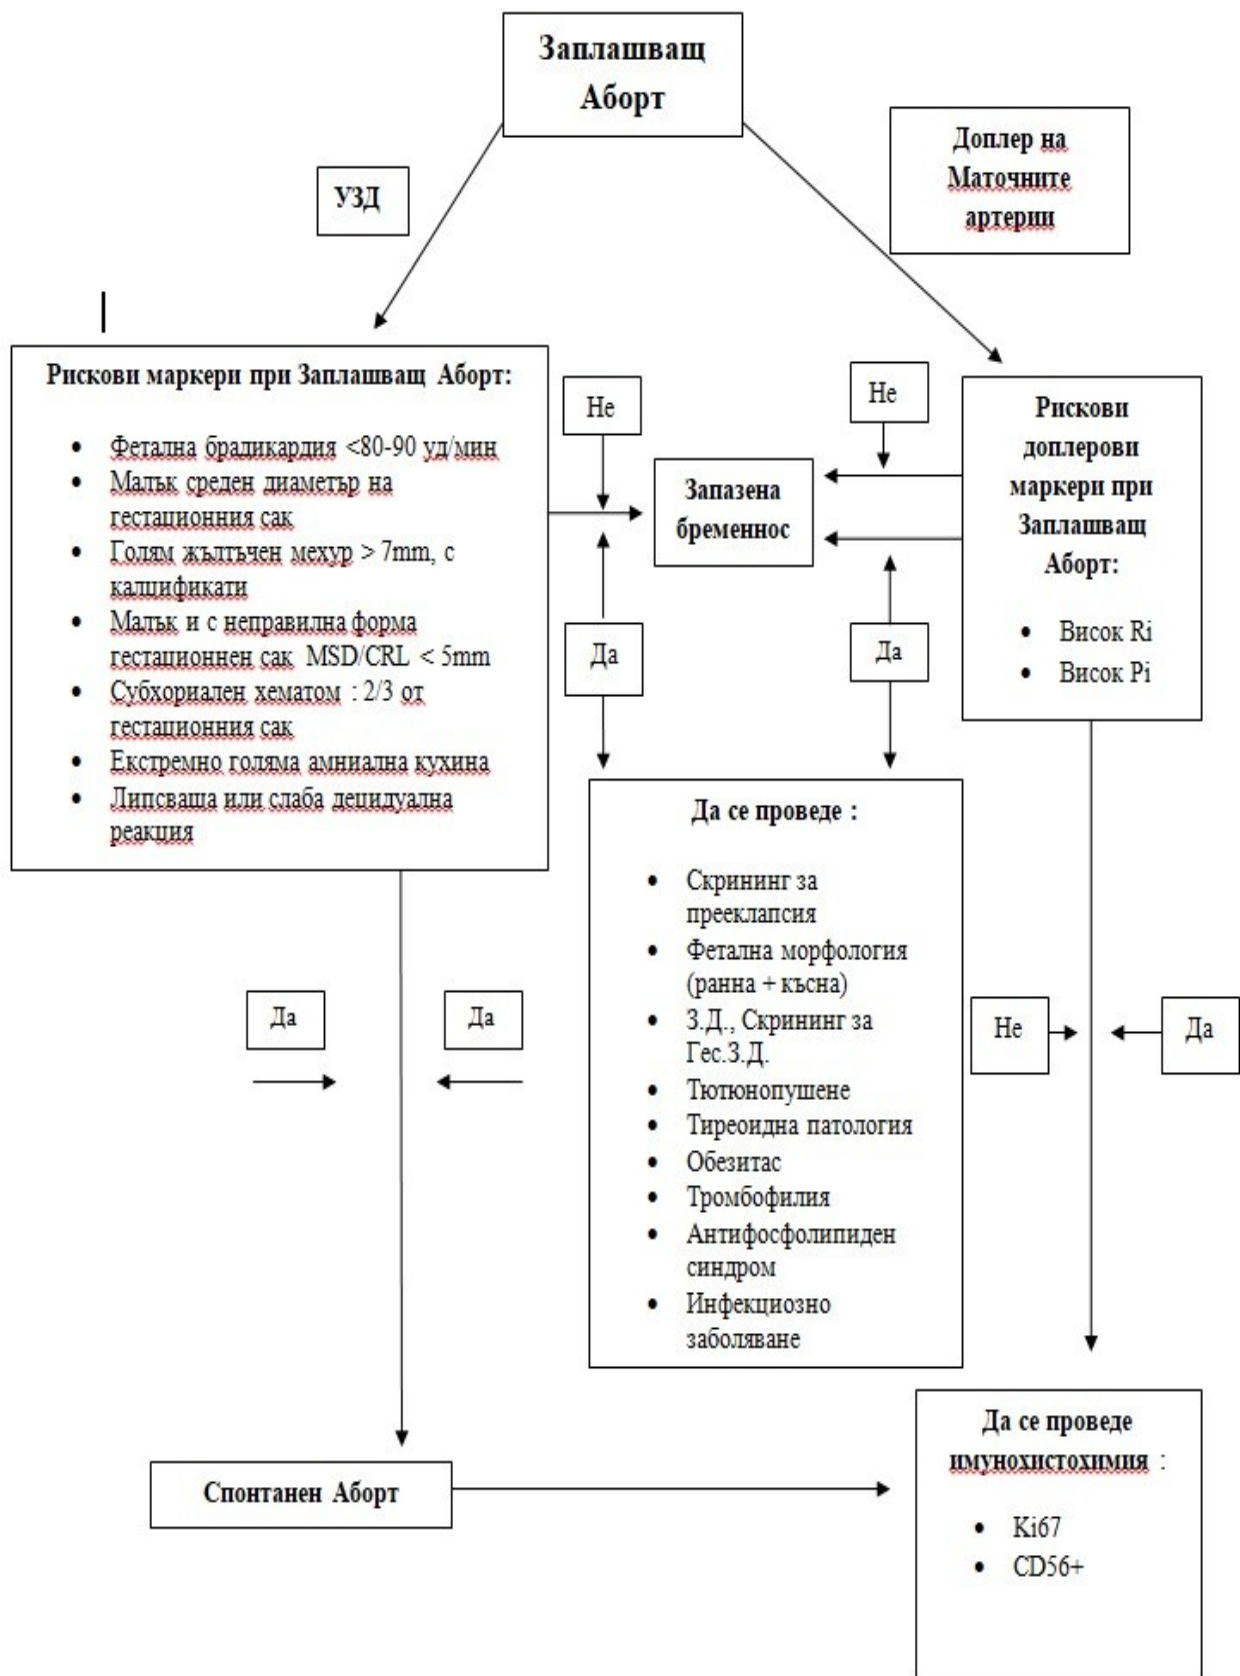 Заплашващ
Аборт
Доплер на
Маточните
артерии
УЗД
Рискови маркери при Заплашващ Аборт:
• Фетална брадикардия <80-90 уд/мин
• Малък среден диаметър на
гестационния сак
• Голям жълтъчен мехур > 7mm, с
калцификати
• Малък и с неправилна форма
гестационнен сак MSD/CRL < 5mm
• Субхориален хематом : 2/3 от
гестационния сак
• Екстремно голяма амниална кухина
• Липсваща или слаба децидуална
реакция
Не
Не
Запазена
бременнос
Да
Да
Рискови
доплерови
маркери при
Заплашващ
Аборт:
• Висок Ri
• Висок Pi
Да се проведе :
• Скрининг за
прееклапсия
• Фетална морфология
(ранна + късна)
• З.Д., Скрининг за
Гес.З.Д.
• Тютюнопушене
• Тиреоидна патология
• Обезитас
• Тромбофилия
• Антифосфолипиден
синдром
• Инфекциозно
заболяване
Да
Да
Не
Да
Спонтанен Аборт
Да се проведе
имунохистохимия :
• Ki67
• CD56+